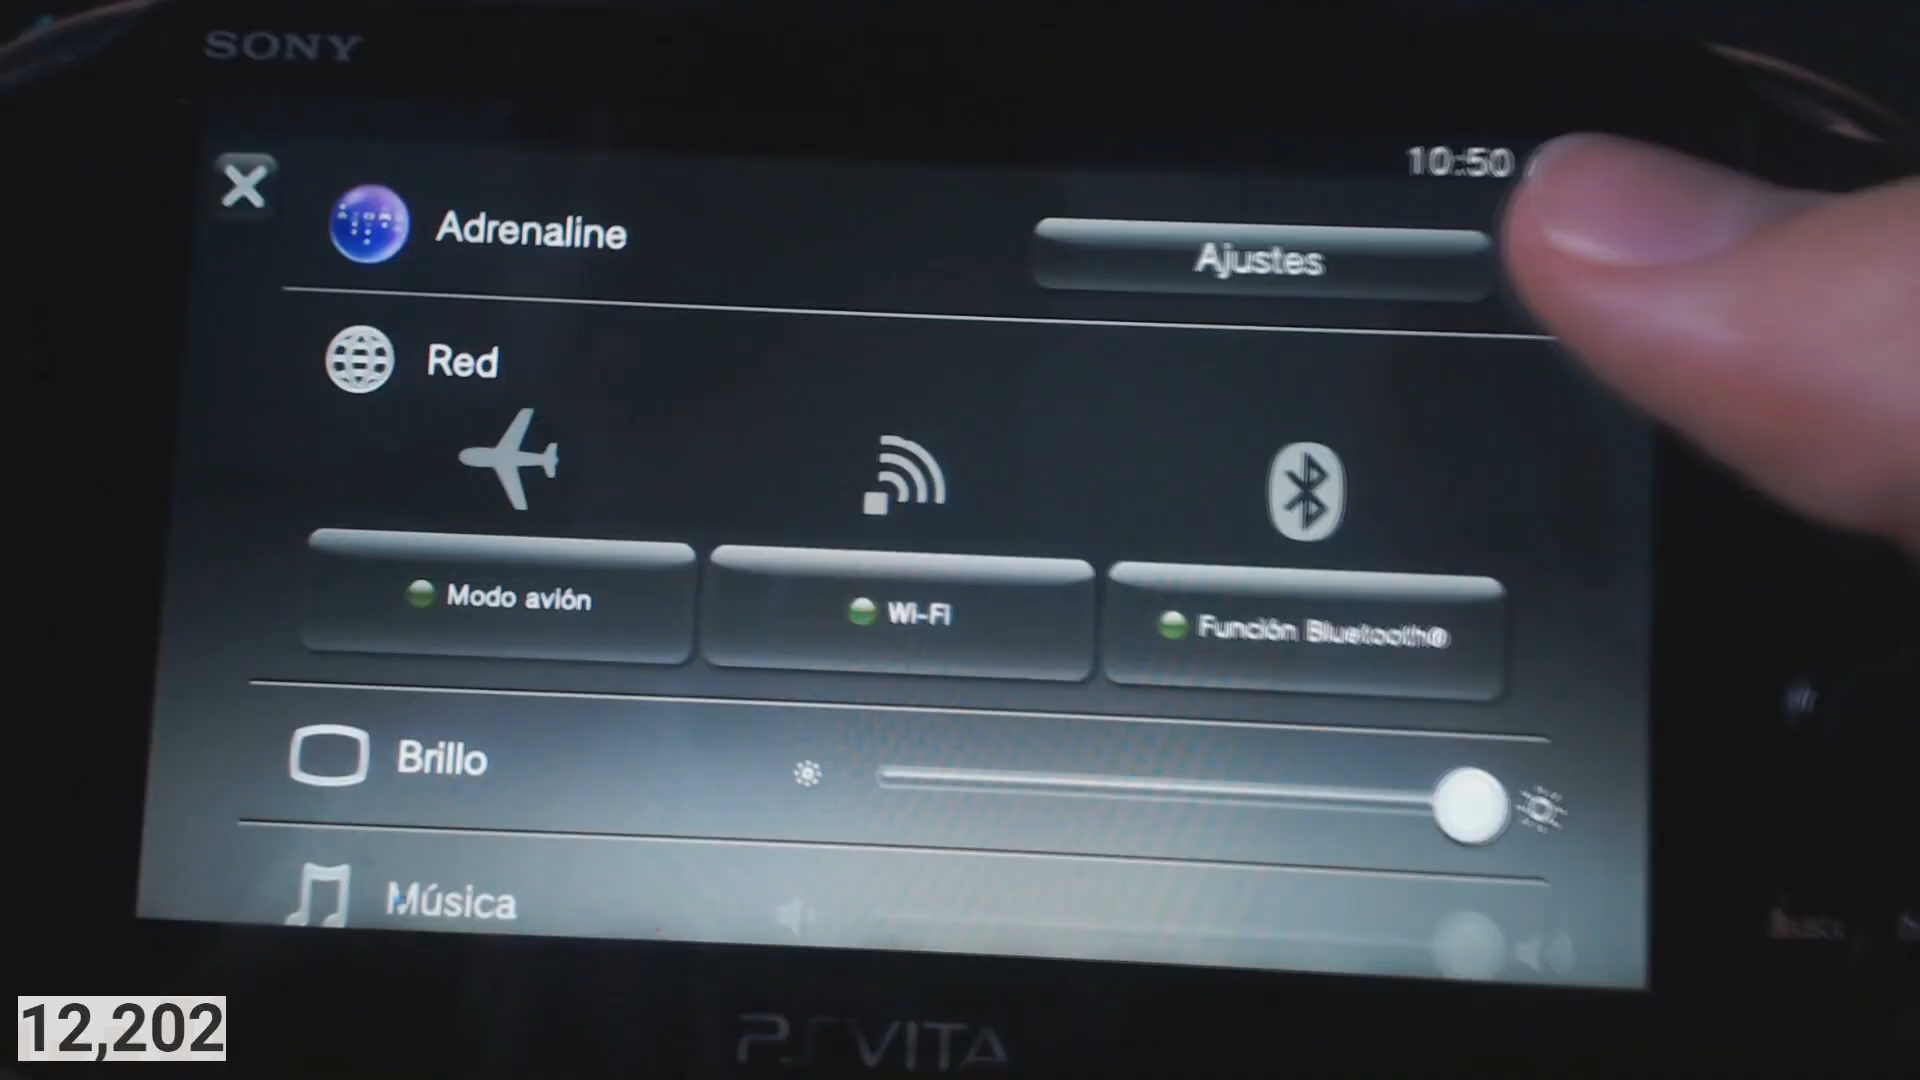 SONY
10:50
Adrenaline
Ajustes
Red
Modo avión
Wi-Fi
Función Bluetooth®
Brillo
Música
PSVITA
12,202